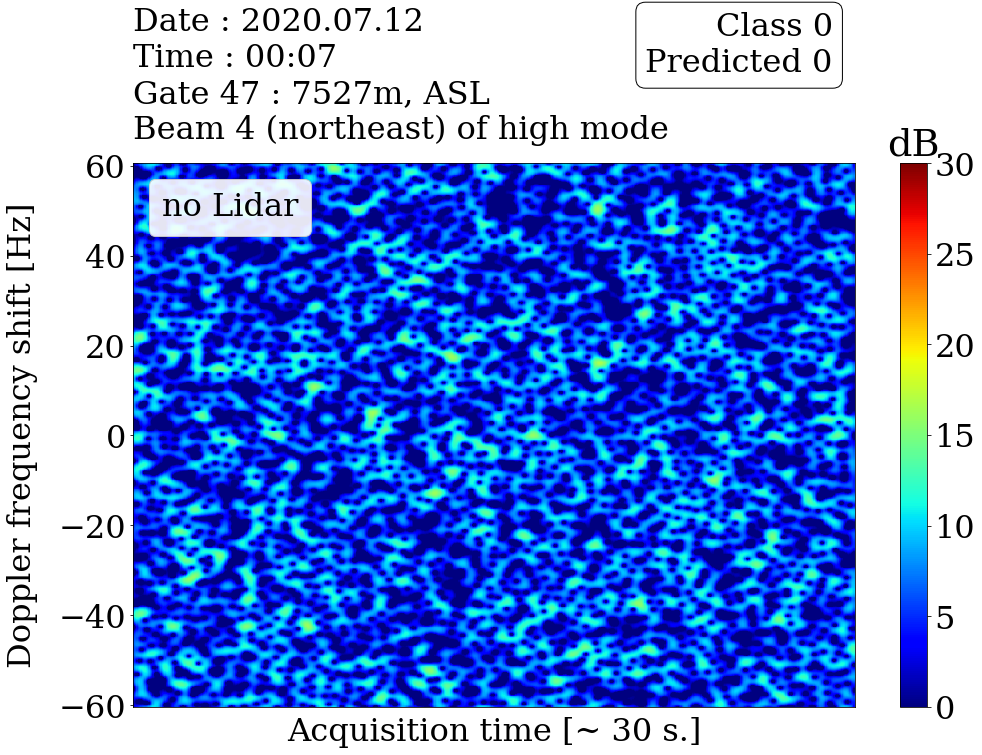 Date : 2020.07.12
Time : 00:07
Gate 47 : 7527m, ASL
Beam 4 (northeast) of high mode
Class 0
Predicted 0
dB
no Lidar
Doppler frequency shift [Hz]
60
40
20
0
−20
−40
−60
30
25
20
15
10
5
0
Acquisition time [~ 30 s.]